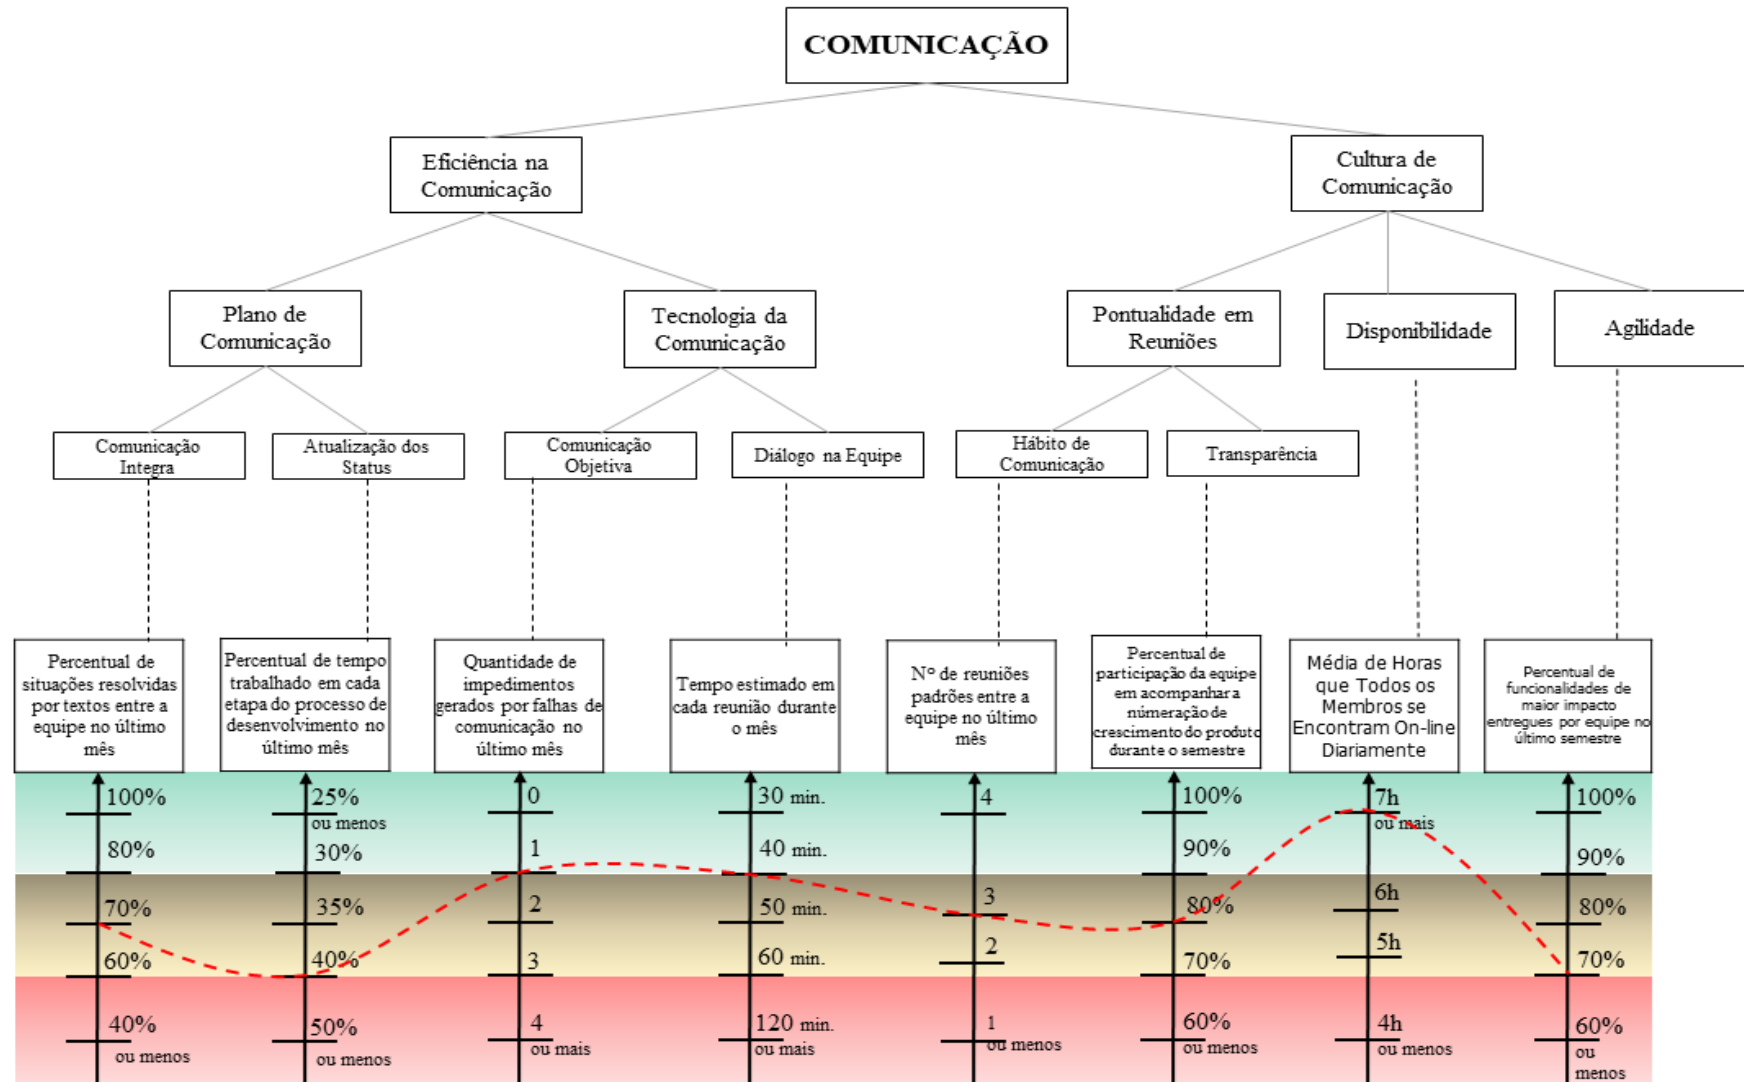 COMUNICAÇÃO
Eficiência na
Comunicação
Cultura de
Comunicação
Plano de
Comunicação
Tecnologia da
Comunicação
Pontualidade em
Reuniões
Disponibilidade
Agilidade
Comunicação
Integra
Atualização dos
Status
Comunicação
Objetiva
Diálogo na Equipe
Hábito de
Comunicação
Transparência
Percentual de
situações resolvidas
por textos entre a
equipe no último
mês
Percentual de tempo
trabalhado em cada
etapa do processo de
desenvolvimento no
último mês
Quantidade de
impedimentos
gerados por falhas de
comunicação no
último mês
Tempo estimado em
cada reunião durante
o mês
Nº de reuniões
padrões entre a
equipe no último
mês
Percentual de
participação da equipe
em acompanhar a
númeração de
crescimento do produto
durante o semestre
Média de Horas
que Todos os
Membros se
Encontram On-line
Diariamente
Percentual de
funcionalidades de
maior impacto
entregues por equipe no
último semestre
100%
80%
70%
60%
40%
ou menos
25%
ou menos
30%
35%
40%
50%
ou menos
0
1
2
3
4
ou mais
30 min.
40 min.
50 min.
60 min.
120 min.
ou mais
4
3
2
1
ou menos
100%
90%
80%
70%
60%
ou menos
7h
ou mais
6h
5h
4h
ou menos
100%
90%
80%
70%
60%
ou
menos